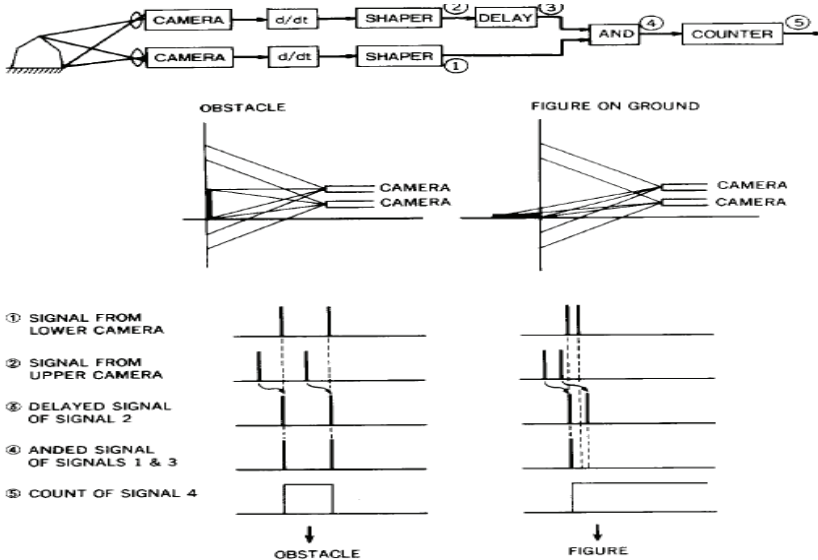 CAMERA d/dt SHAPER ② DELAY ③ AND ④ COUNTER ⑤
CAMERA d/dt SHAPER ①
OBSTACLE
FIGURE ON GROUND
CAMERA
CAMERA
CAMERA
CAMERA
① SIGNAL FROM
LOWER CAMERA
② SIGNAL FROM
UPPER CAMERA
③ DELAYED SIGNAL
OF SIGNAL 2
④ ANDED SIGNAL
OF SIGNALS 1 & 3
⑤ COUNT OF SIGNAL 4
OBSTACLE
FIGURE